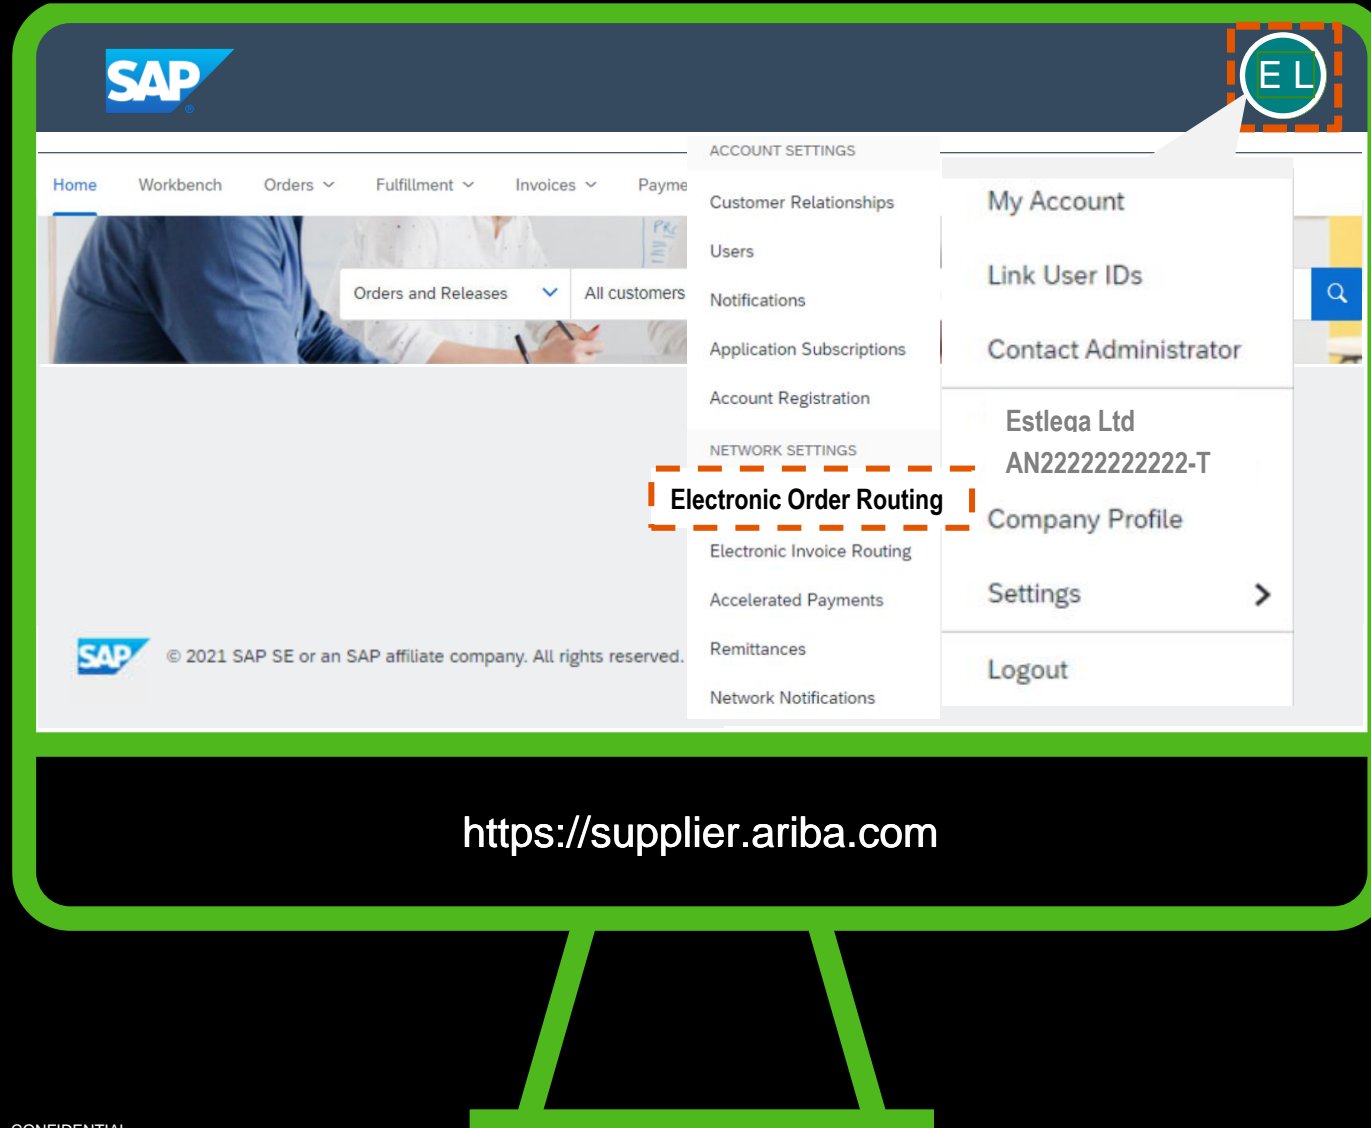 SAP
E L
Home Workbench Orders Fulfillment Invoices Payme
Orders and Releases All customers
ACCOUNT SETTINGS
Customer Relationships
Users
Notifications
Application Subscriptions
Account Registration
NETWORK SETTINGS
Electronic Order Routing
Electronic Invoice Routing
Accelerated Payments
Remittances
Network Notifications
My Account
Link User IDs
Contact Administrator
Estlega Ltd
AN22222222222-T
Company Profile
Settings
Logout
SAP © 2021 SAP SE or an SAP affiliate company. All rights reserved.
https://supplier.ariba.com
CONFIDENTIAL